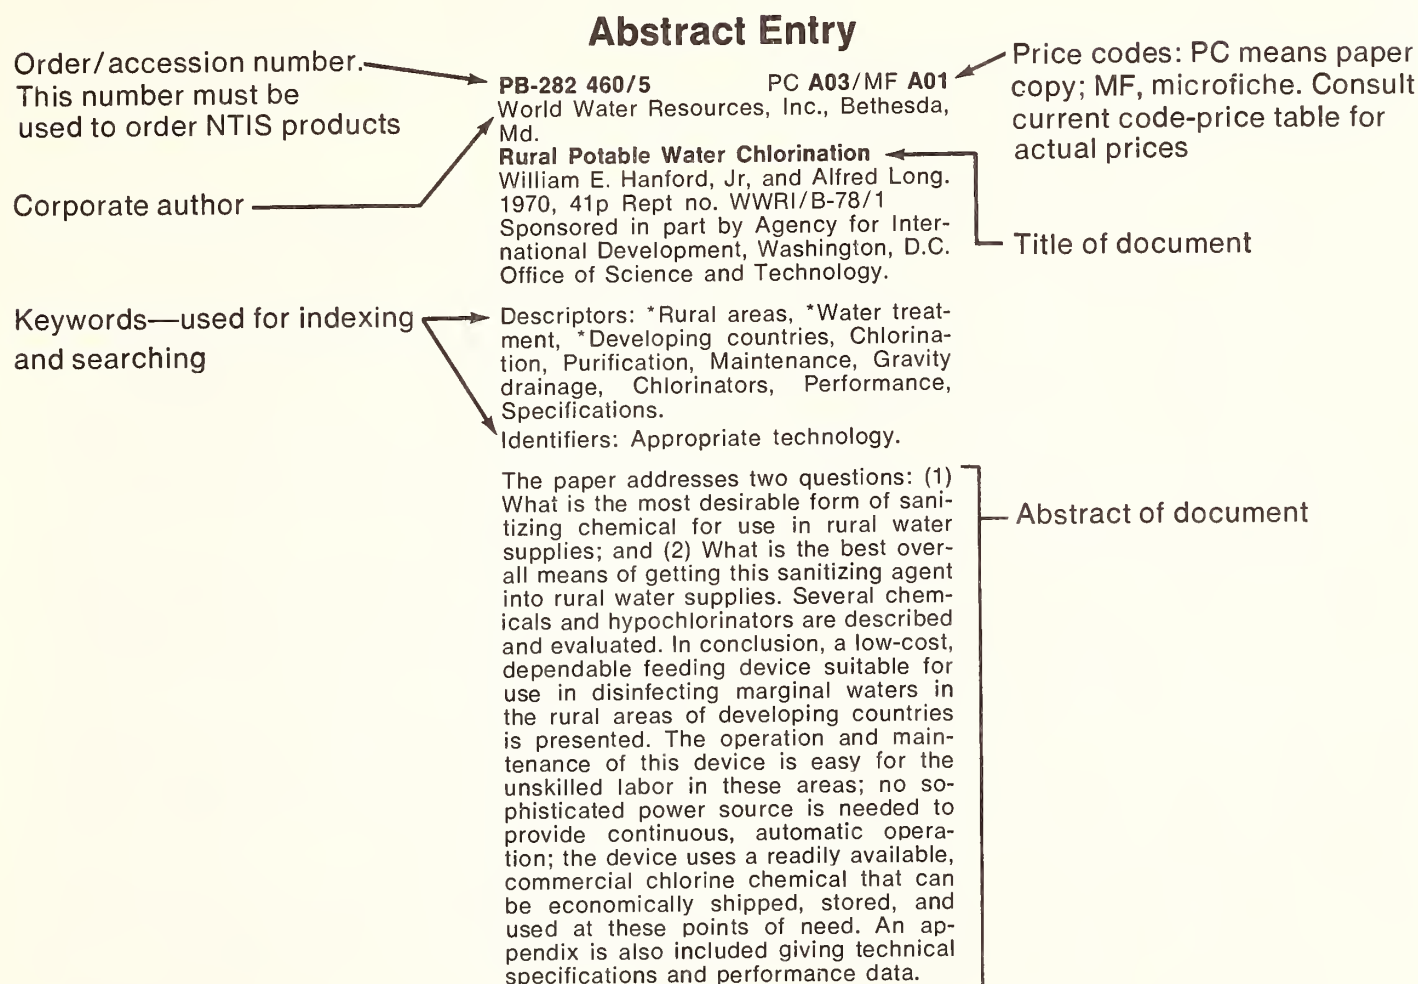 Abstract Entry
Order/accession number.
This number must be
used to order NTIS products
Corporate author
Keywords—used for indexing
and searching
PB-282 460/5 PC A03/MF A01
World Water Resources, Inc., Bethesda,
Md.
Rural Potable Water Chlorination
William E. Hanford, Jr, and Alfred Long.
1970, 41p Rept no. WWRI/B-78/1
Sponsored in part by Agency for Inter-
national Development, Washington, D.C.
Office of Science and Technology.
Descriptors: *Rural areas, *Water treat-
ment, *Developing countries, Chlorina-
tion, Purification, Maintenance, Gravity
drainage, Chlorinators, Performance,
Specifications.
Identifiers: Appropriate technology.
The paper addresses two questions: (1)
What is the most desirable form of sani-
tizing chemical for use in rural water
supplies; and (2) What is the best over-
all means of getting this sanitizing agent
into rural water supplies. Several chem-
icals and hypochlorinators are described
and evaluated. In conclusion, a low-cost,
dependable feeding device suitable for
use in disinfecting marginal waters in
the rural areas of developing countries
is presented. The operation and main-
tenance of this device is easy for the
unskilled labor in these areas; no so-
phisticated power source is needed to
provide continuous, automatic opera-
tion; the device uses a readily available,
commercial chlorine chemical that can
be economically shipped, stored, and
used at these points of need. An ap-
pendix is also included giving technical
specifications and performance data.
Price codes: PC means paper
copy; MF, microfiche. Consult
current code-price table for
actual prices
Title of document
Abstract of document